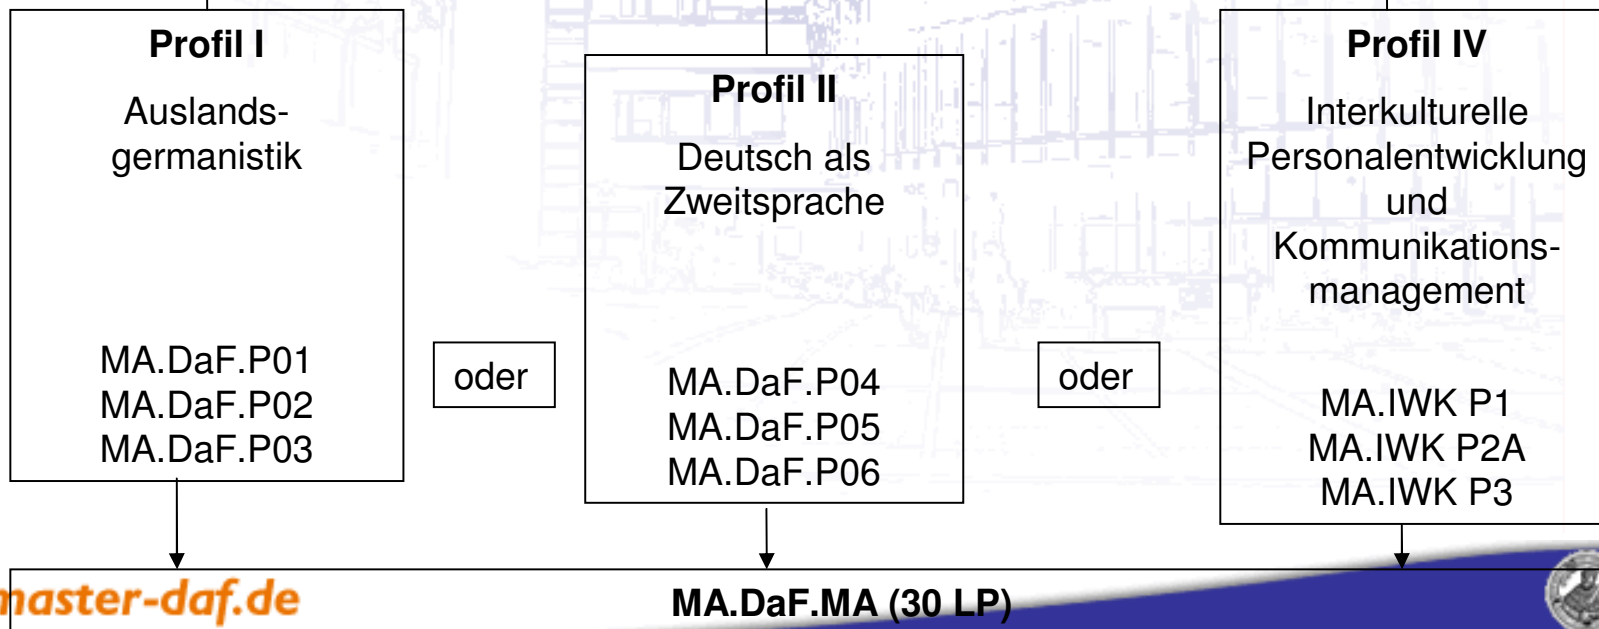 Profil I
Auslands-
germanistik
MA.DaF.P01
MA.DaF.P02
MA.DaF.P03
oder
Profil II
Deutsch als
Zweitsprache
MA.DaF.P04
MA.DaF.P05
MA.DaF.P06
oder
Profil IV
Interkulturelle
Personalentwicklung
und
Kommunikations-
management
MA.IWK P1
MA.IWK P2A
MA.IWK P3
master-daf.de
MA.DaF.MA (30 LP)